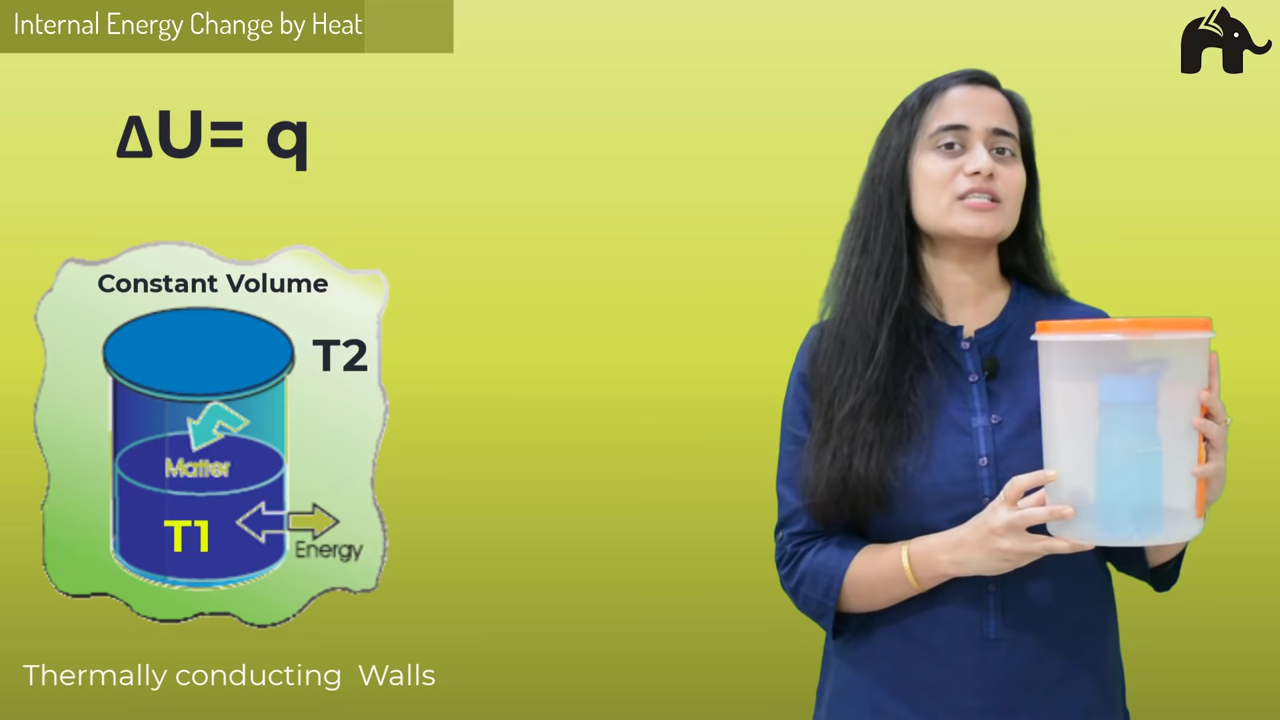 Internal Energy Change by Heat
ΔU= q
Constant Volume
T2
Matter
T1
Energy
Thermally conducting Walls